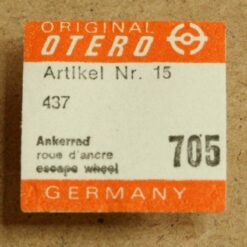 ORIGINAL
OTERO
Artikel Nr. 15
437
Ankerrad
roue d'ancre
escape wheel
705
GERMANY